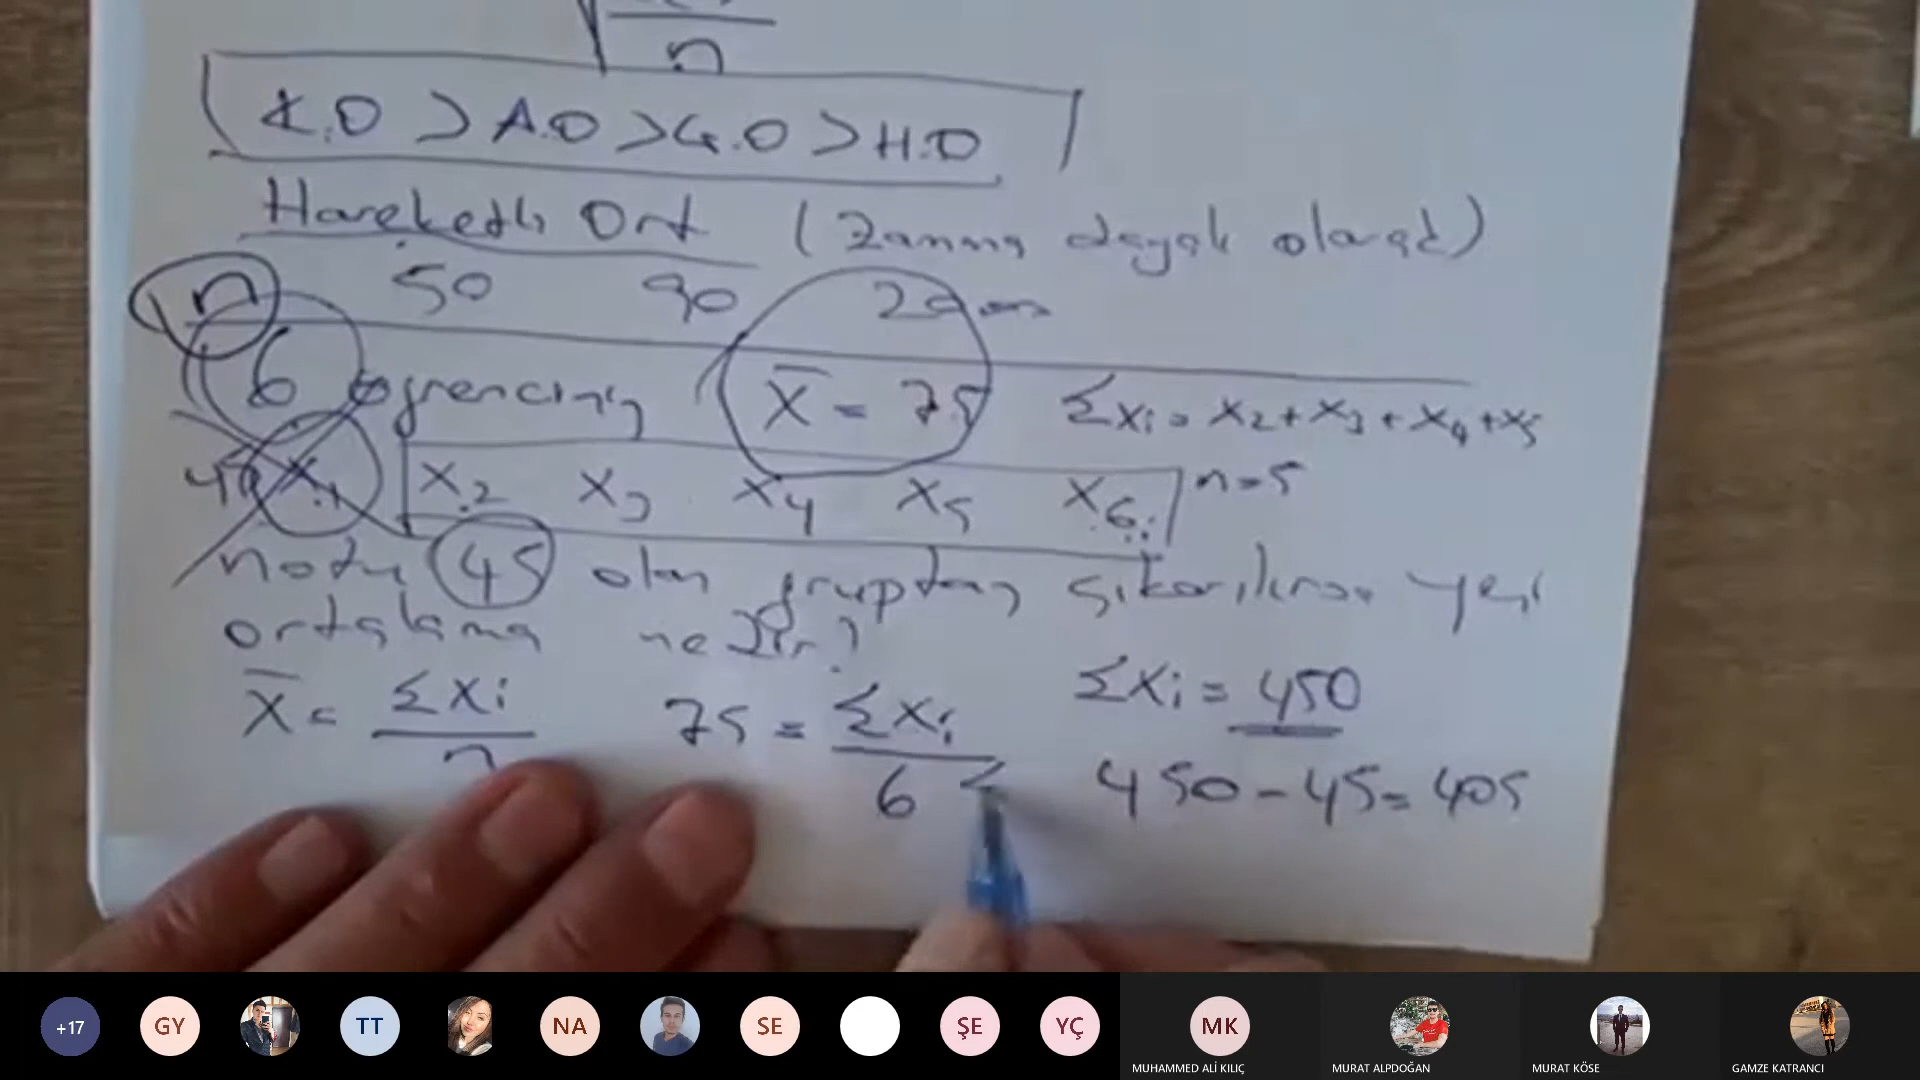 n
K.O > A.O > G.O > H.O
Hareketli Ort (Zamana dayalı olarak)
n 50 90
6 öğrencinin X̄ = 75 ΣXi = X2 + X3 + X4 + X5
45 X1 X2 X3 X4 X5 X6 n=5
notu 45 olan gruptan çıkarılırsa yeni
ortalama nedir?
X̄ = ΣXi / n 75 = ΣXi / 6 ΣXi = 450
450 - 45 = 405
+17 GY TT NA SE ŞE YÇ MK
MUHAMMED ALİ KILIÇ MURAT ALPDOĞAN MURAT KÖSE GAMZE KATRANCI